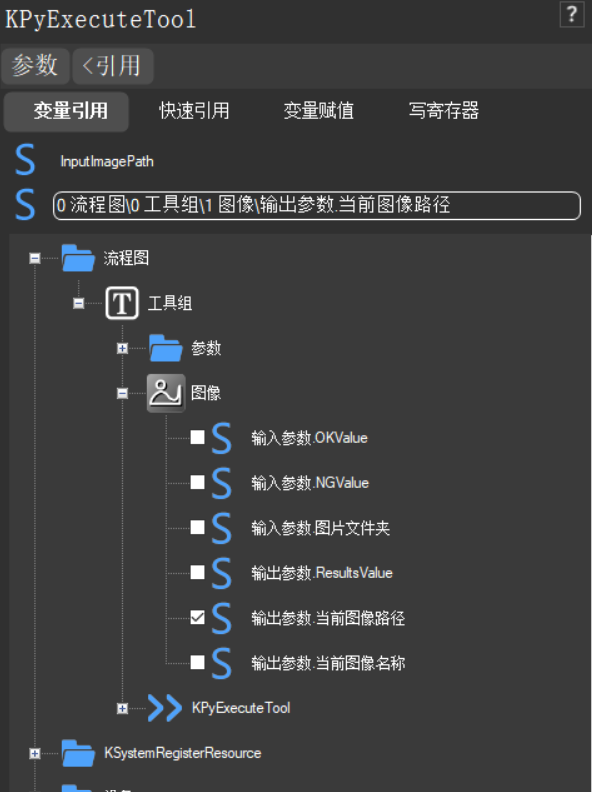 KPyExecuteTool ?
参数 <引用
变量引用 快速引用 变量赋值 写寄存器
S InputImagePath
S 0 流程图\0 工具组\1 图像\输出参数.当前图像路径
流程图
T 工具组
参数
图像
S 输入参数.OKValue
S 输入参数.NGValue
S 输入参数.图片文件夹
S 输出参数.ResultsValue
S 输出参数.当前图像路径
S 输出参数.当前图像名称
KPyExecuteTool
KSystemRegisterResource